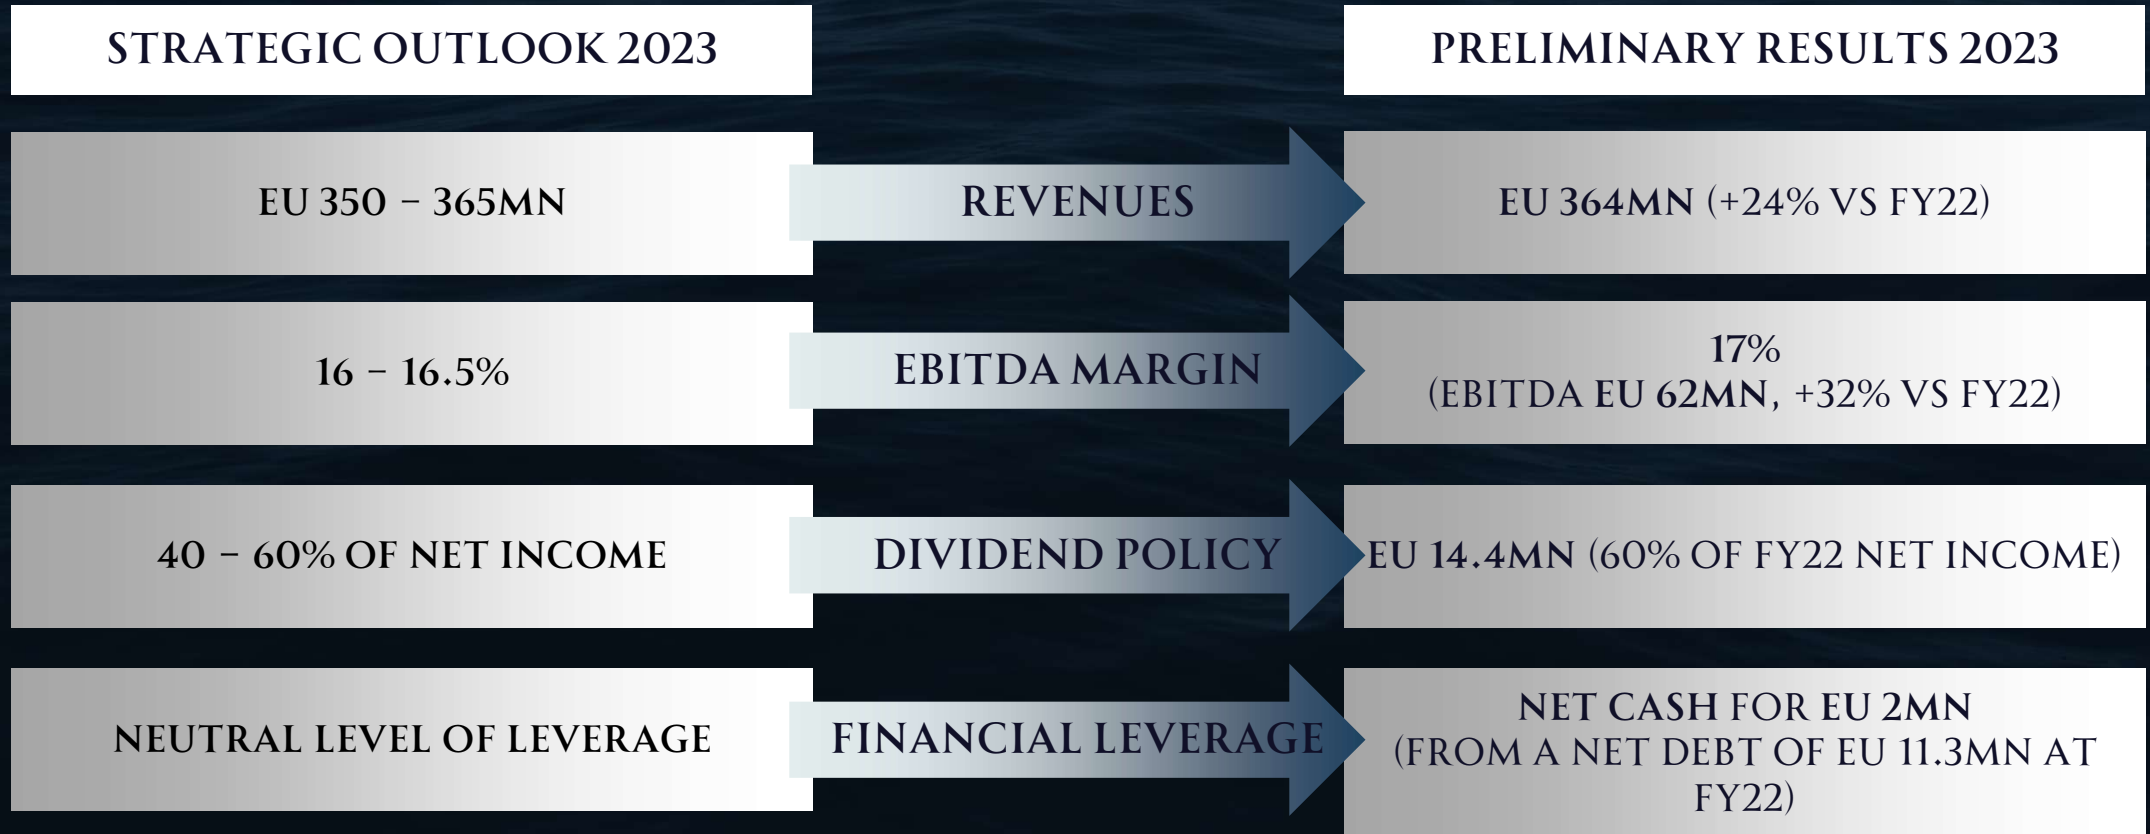 STRATEGIC OUTLOOK 2023
PRELIMINARY RESULTS 2023
EU 350 – 365MN
REVENUES
EU 364MN (+24% VS FY22)
16 – 16.5%
EBITDA MARGIN
17%
(EBITDA EU 62MN, +32% VS FY22)
40 – 60% OF NET INCOME
DIVIDEND POLICY
EU 14.4MN (60% OF FY22 NET INCOME)
NEUTRAL LEVEL OF LEVERAGE
FINANCIAL LEVERAGE
NET CASH FOR EU 2MN
(FROM A NET DEBT OF EU 11.3MN AT
FY22)